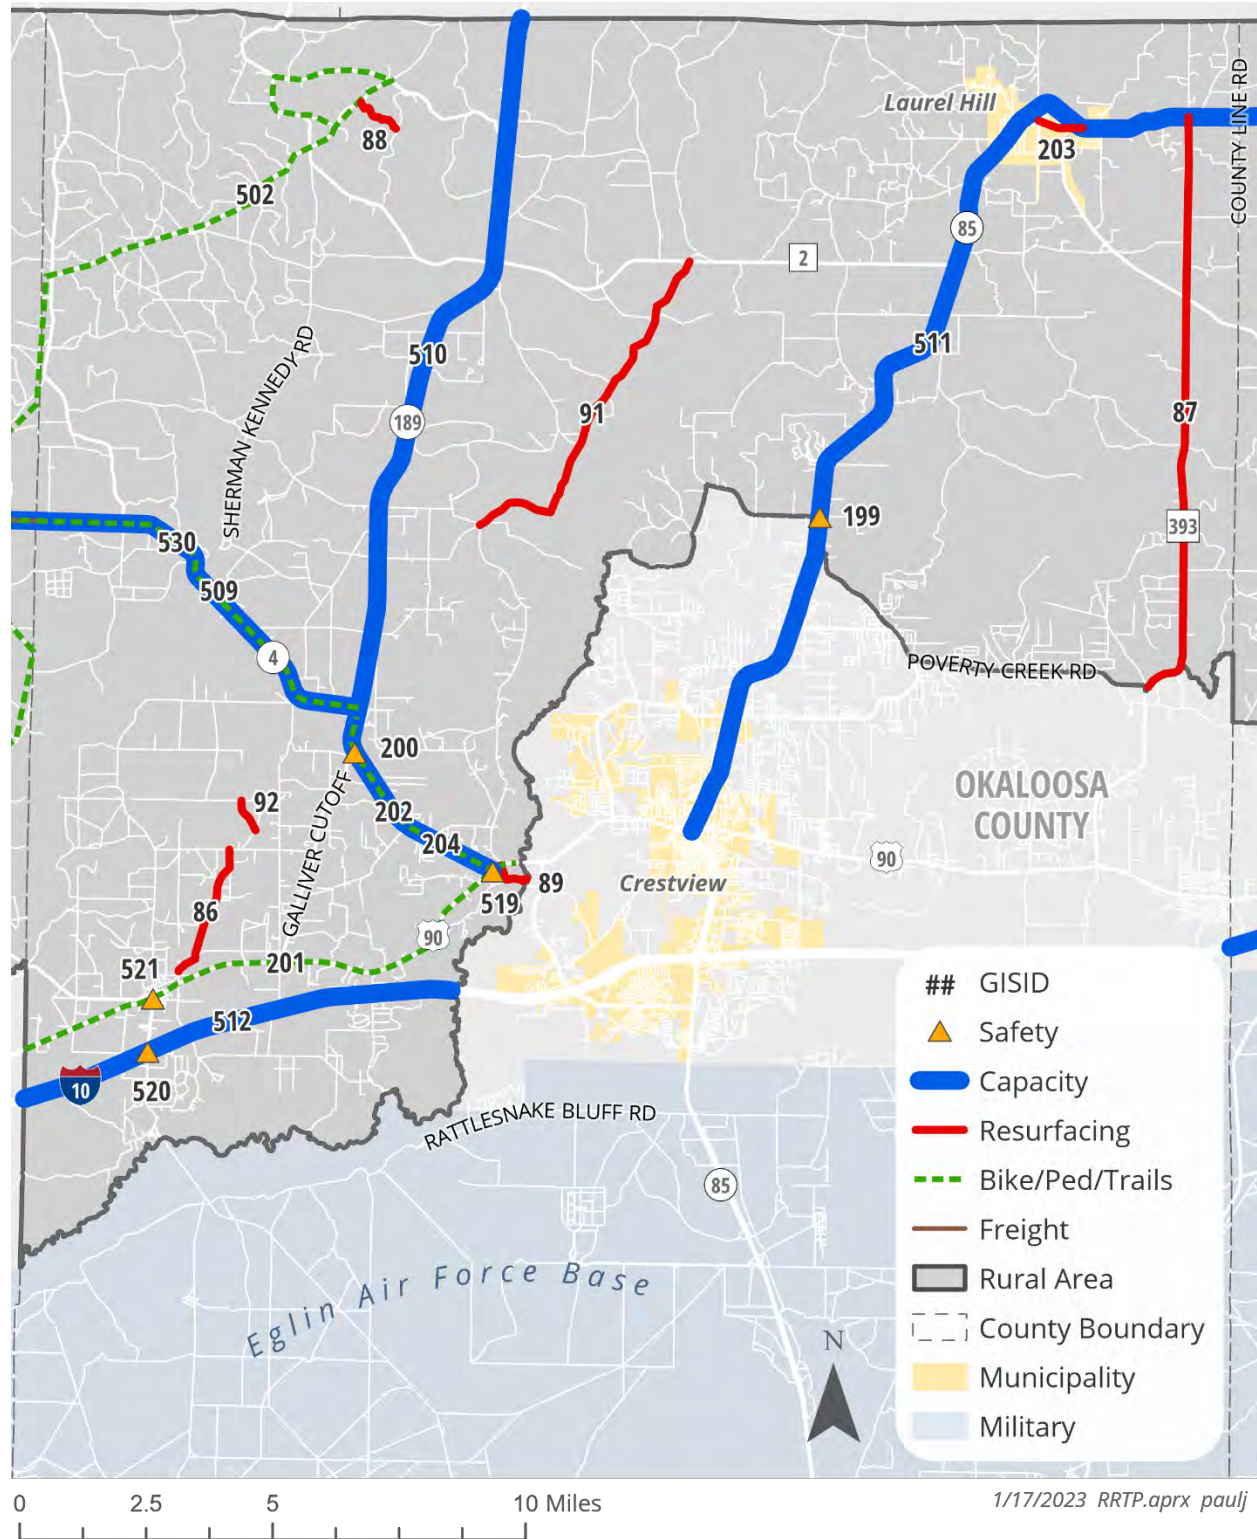 Laurel Hill
COUNTY LINE RD
88
203
502
85
2
SHERMAN KENNEDY RD
510
511
189
91
87
199
393
530
509
4
POVERTY CREEK RD
200
OKALOOSA
COUNTY
92
GALLIVER CUTOFF
202
204
90
Crestview
89
519
86
90
201
521
512
10
520
RATTLESNAKE BLUFF RD
85
Eglin Air Force Base
## GISID
Safety
Capacity
Resurfacing
Bike/Ped/Trails
Freight
Rural Area
County Boundary
Municipality
Military
N
0 2.5 5 10 Miles
1/17/2023 RRTP.aprx paulj